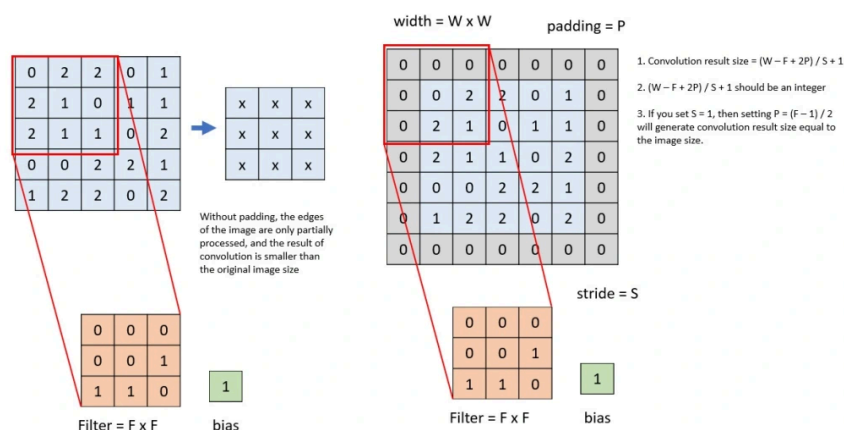 width = W x W
padding = P
0 2 2 0 1
2 1 0 1 1
2 1 1 0 2
0 0 2 2 1
1 2 2 0 2
x x x
x x x
x x x
Without padding, the edges
of the image are only partially
processed, and the result of
convolution is smaller than
the original image size
0 0 0
0 0 1
1 1 0
1
Filter = F x F
bias
0 0 0 0 0 0 0
0 0 2 2 0 1 0
0 2 1 0 1 1 0
0 2 1 1 0 2 0
0 0 0 2 2 1 0
0 1 2 2 0 2 0
0 0 0 0 0 0 0
1. Convolution result size = (W – F + 2P) / S + 1
2. (W – F + 2P) / S + 1 should be an integer
3. If you set S = 1, then setting P = (F – 1) / 2
will generate convolution result size equal to
the image size.
stride = S
0 0 0
0 0 1
1 1 0
1
Filter = F x F
bias